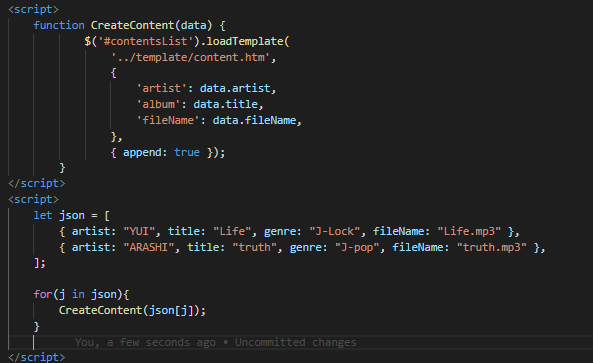 <script>
function CreateContent(data) {
$('#contentsList').loadTemplate(
'../template/content.htm',
{
'artist': data.artist,
'album': data.title,
'fileName': data.fileName,
},
{ append: true });
}
</script>
<script>
let json = [
{ artist: "YUI", title: "Life", genre: "J-Lock", fileName: "Life.mp3" },
{ artist: "ARASHI", title: "truth", genre: "J-pop", fileName: "truth.mp3" },
];
for(j in json){
CreateContent(json[j]);
}
You, a few seconds ago • Uncommitted changes
</script>